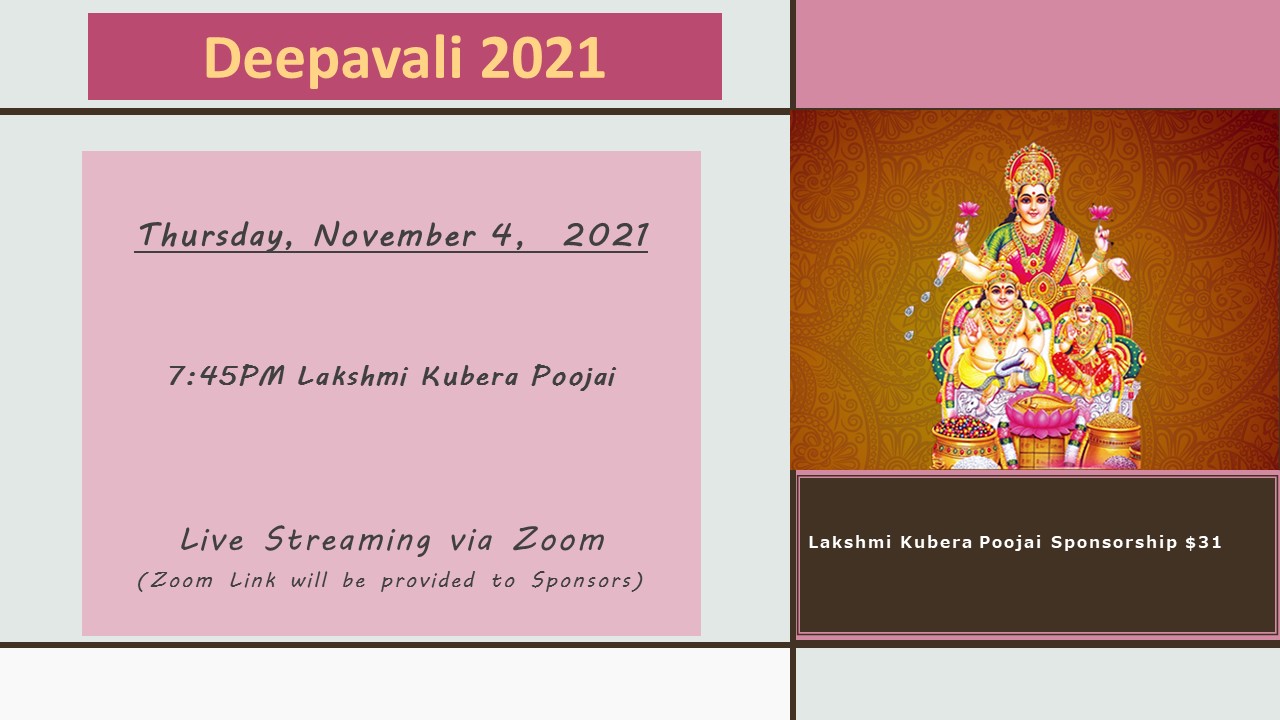 Deepavali 2021
Thursday, November 4, 2021
7:45PM Lakshmi Kubera Poojai
Live Streaming via Zoom
(Zoom Link will be provided to Sponsors)
Lakshmi Kubera Poojai Sponsorship $31